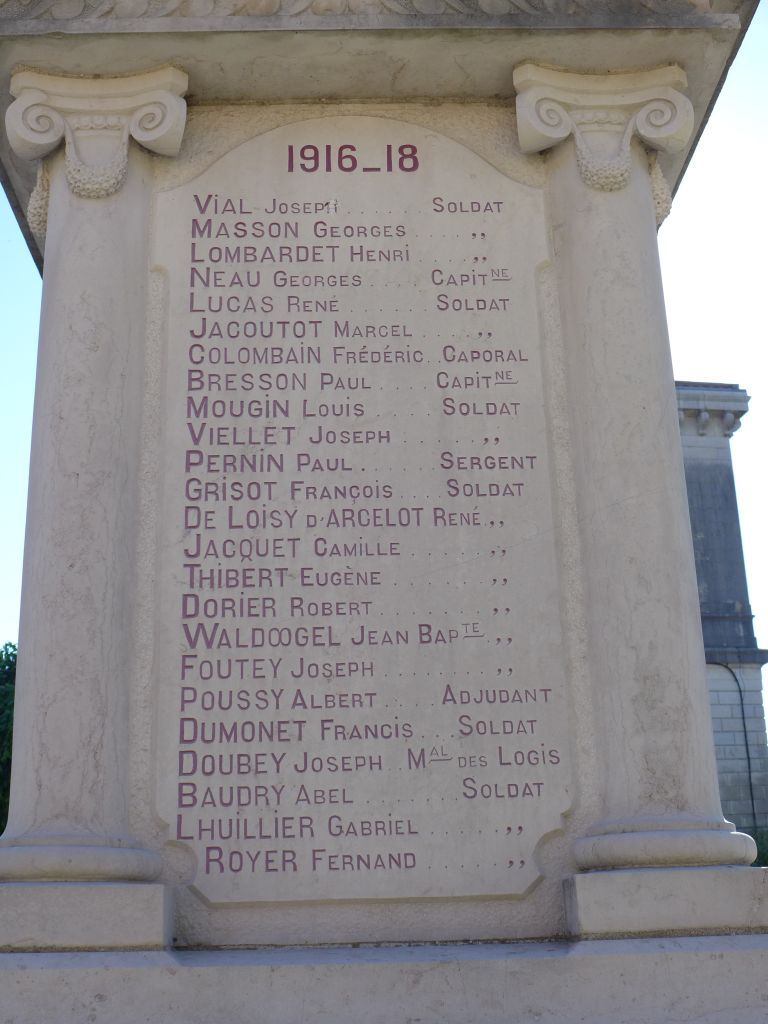 1916_18
VIAL JOSEPH . . . . . . SOLDAT
MASSON GEORGES . . . . ,,
LOMBARDET HENRI . . . . ,,
NEAU GEORGES . . . . CAPITNE
LUCAS RENÉ . . . . . . SOLDAT
JACOUTOT MARCEL . . . . ,,
COLOMBAIN FRÉDÉRIC . . CAPORAL
BRESSON PAUL . . . . CAPITNE
MOUGIN LOUIS . . . . SOLDAT
VIELLET JOSEPH . . . . . ,,
PERNIN PAUL . . . . . . SERGENT
GRISOT FRANÇOIS . . . . SOLDAT
DE LOISY D'ARCELOT RENÉ . ,,
JACQUET CAMILLE . . . . . . ,,
THIBERT EUGÈNE . . . . . . . ,,
DORIER ROBERT . . . . . . . ,,
WALDOOGEL JEAN BAPTE . ,,
FOUTEY JOSEPH . . . . . . . ,,
POUSSY ALBERT . . . . ADJUDANT
DUMONET FRANCIS . . . SOLDAT
DOUBEY JOSEPH . . MAL DES LOGIS
BAUDRY ABEL . . . . . . . SOLDAT
LHUILLIER GABRIEL . . . . . ,,
ROYER FERNAND . . . . . ,,